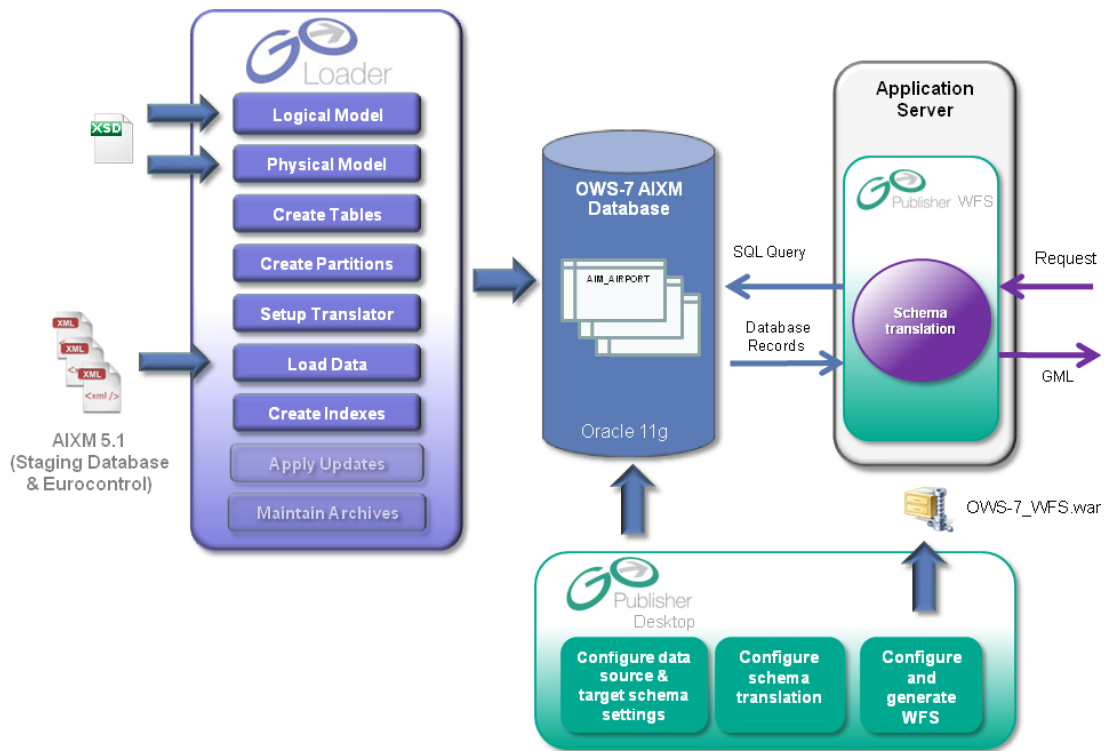 GO
Loader
Logical Model
Physical Model
Create Tables
Create Partitions
Setup Translator
Load Data
Create Indexes
Apply Updates
Maintain Archives
XSD
XML
XML
XML
<xml />
AIXM 5.1
(Staging Database
& Eurocontrol)
OWS-7 AIXM
Database
AIM_AIRPORT
Oracle 11g
SQL Query
Database
Records
Application
Server
GO
Publisher WFS
Schema
translation
Request
GML
OWS-7_WFS.war
GO
Publisher
Desktop
Configure data
source &
target schema
settings
Configure
schema
translation
Configure
and
generate
WFS